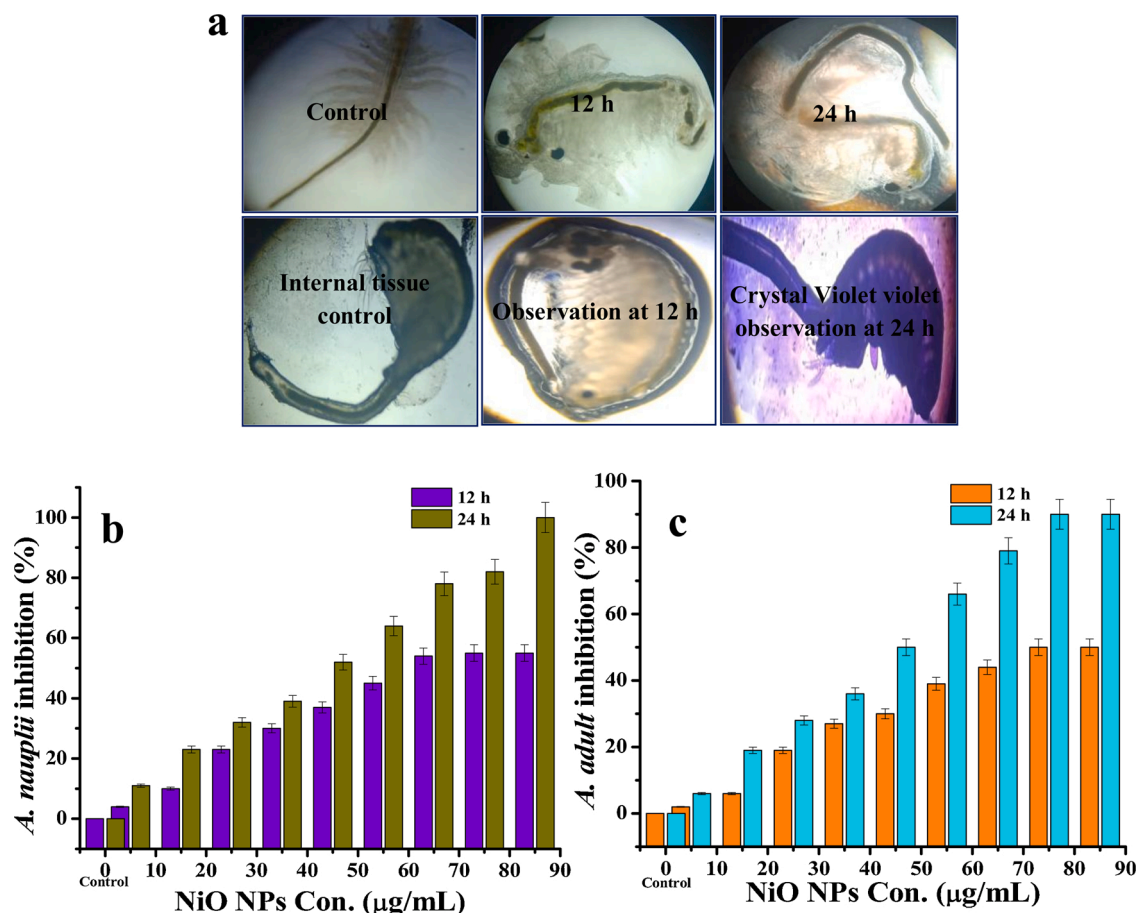 a
Control
12 h
24 h
Internal tissue
control
Observation at 12 h
Crystal Violet violet
observation at 24 h
b
12 h
24 h
A. nauplii inhibition (%)
100
80
60
40
20
0
0 10 20 30 40 50 60 70 80 90
Control
NiO NPs Con. (µg/mL)
c
12 h
24 h
A. adult inhibition (%)
100
80
60
40
20
0
0 10 20 30 40 50 60 70 80 90
Control
NiO NPs Con. (µg/mL)